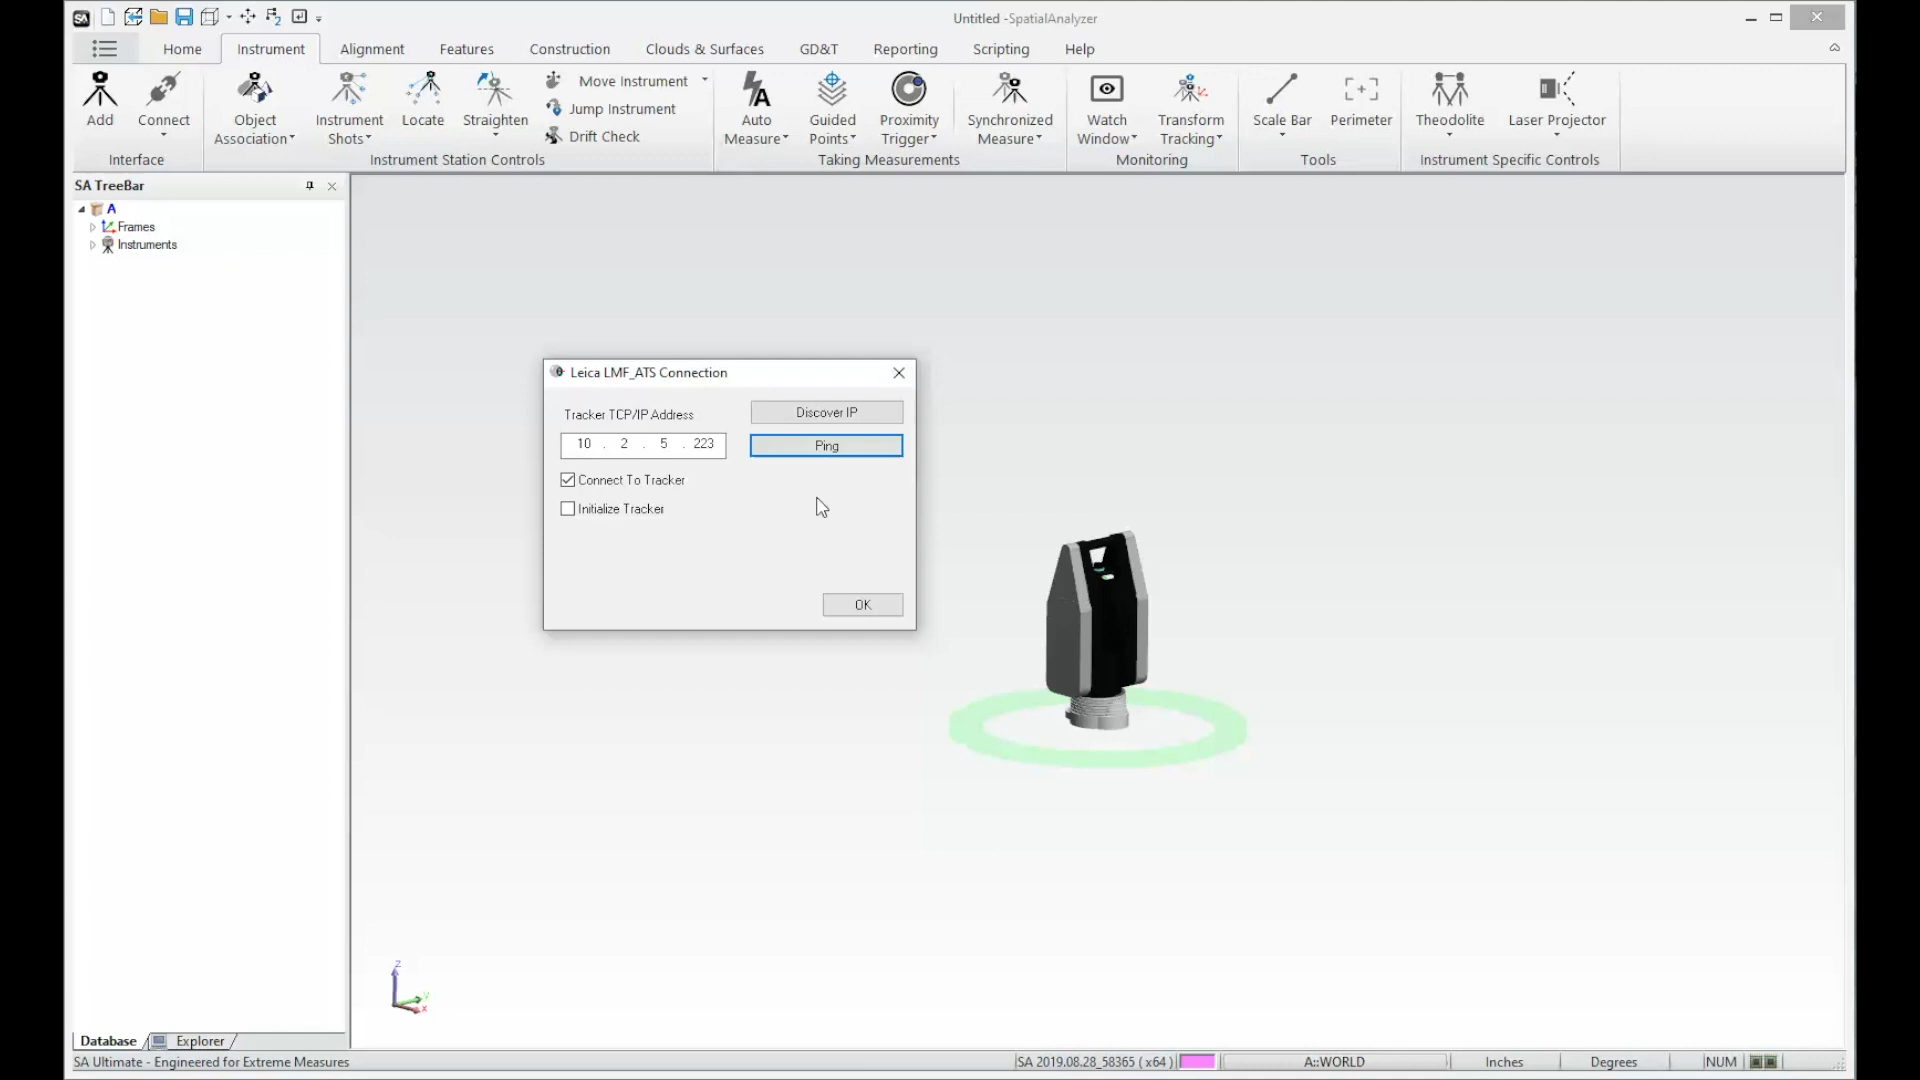 SA
Untitled -SpatialAnalyzer
Home Instrument Alignment Features Construction Clouds & Surfaces GD&T Reporting Scripting Help
Add
Connect
Interface
Object Association
Instrument Shots
Locate
Straighten
Move Instrument
Jump Instrument
Drift Check
Instrument Station Controls
Auto Measure
Guided Points
Proximity Trigger
Synchronized Measure
Taking Measurements
Watch Window
Transform Tracking
Monitoring
Scale Bar
Perimeter
Tools
Theodolite
Laser Projector
Instrument Specific Controls
SA TreeBar
A
Frames
Instruments
Leica LMF_ATS Connection
Tracker TCP/IP Address
Discover IP
10 . 2 . 5 . 223
Ping
Connect To Tracker
Initialize Tracker
OK
Z
Y
X
Database Explorer
SA Ultimate - Engineered for Extreme Measures
SA 2019.08.28_58365 ( x64 )
A::WORLD
Inches
Degrees
NUM